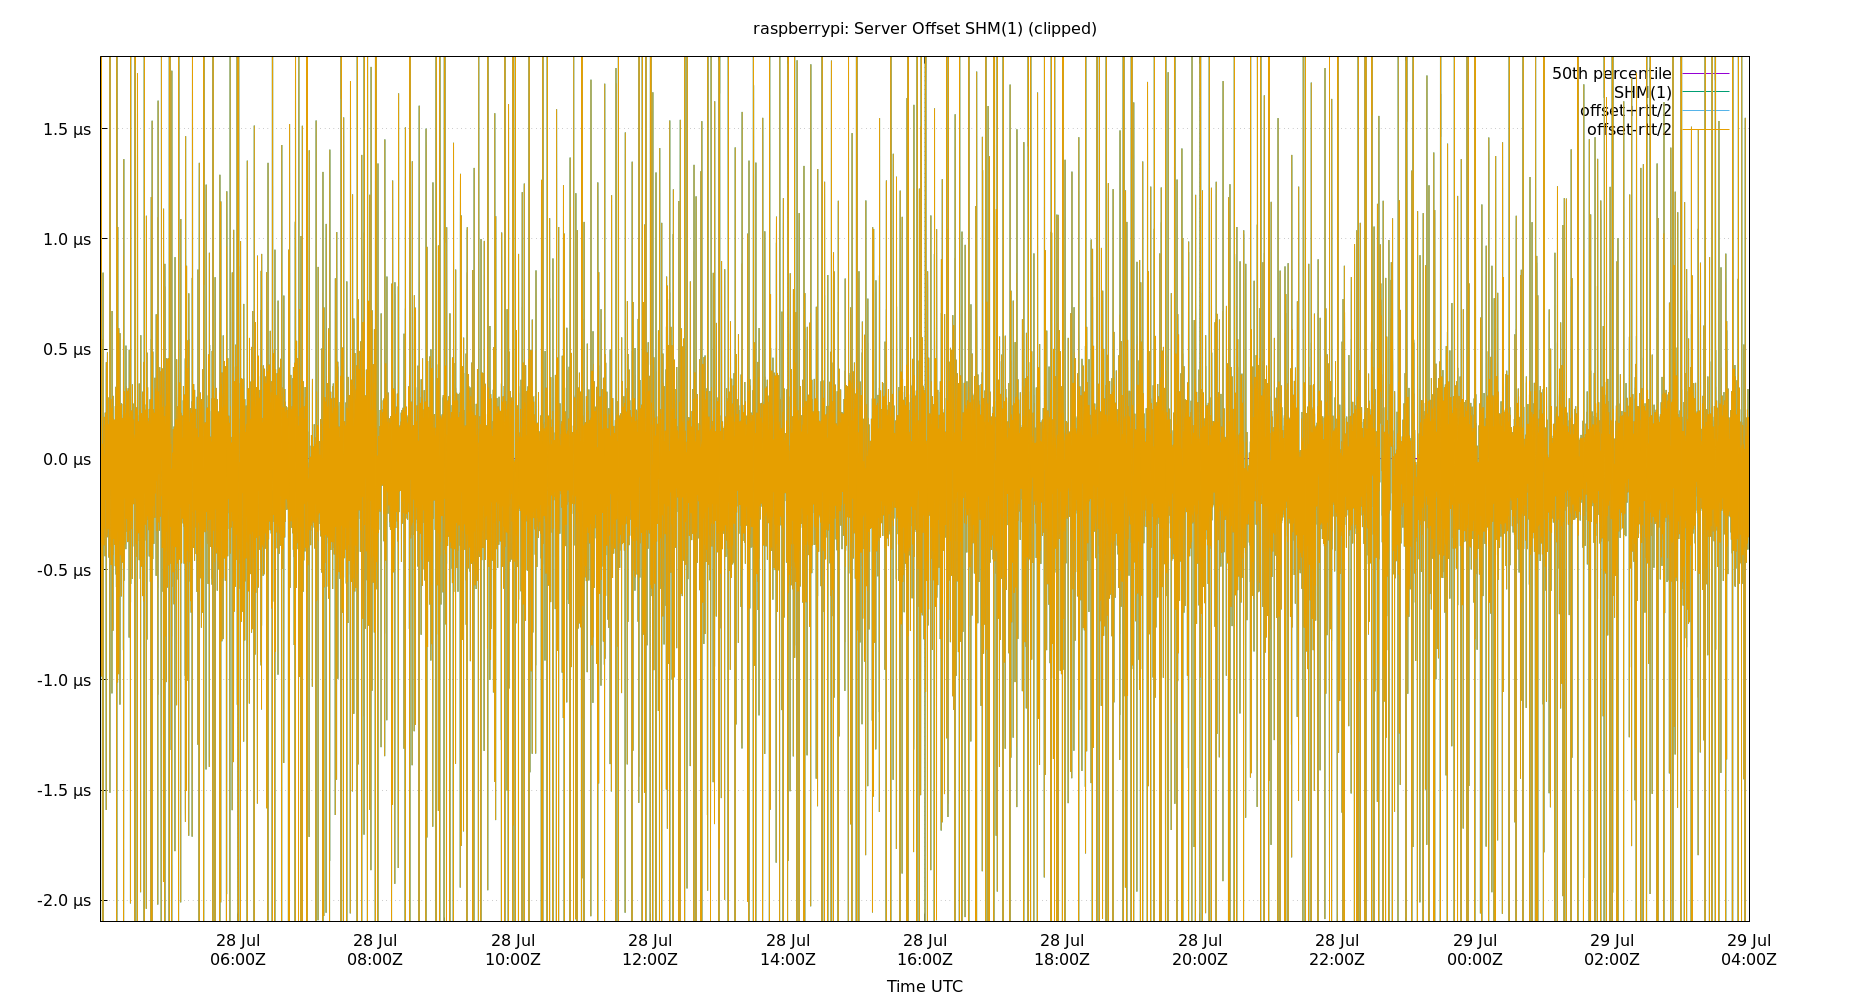 raspberrypi: Server Offset SHM(1) (clipped)
50th percentile
SHM(1)
offset+rtt/2
offset-rtt/2
1.5 µs
1.0 µs
0.5 µs
0.0 µs
-0.5 µs
-1.0 µs
-1.5 µs
-2.0 µs
28 Jul 28 Jul 28 Jul 28 Jul 28 Jul 28 Jul 28 Jul 28 Jul 28 Jul 29 Jul 29 Jul 29 Jul
06:00Z 08:00Z 10:00Z 12:00Z 14:00Z 16:00Z 18:00Z 20:00Z 22:00Z 00:00Z 02:00Z 04:00Z
Time UTC